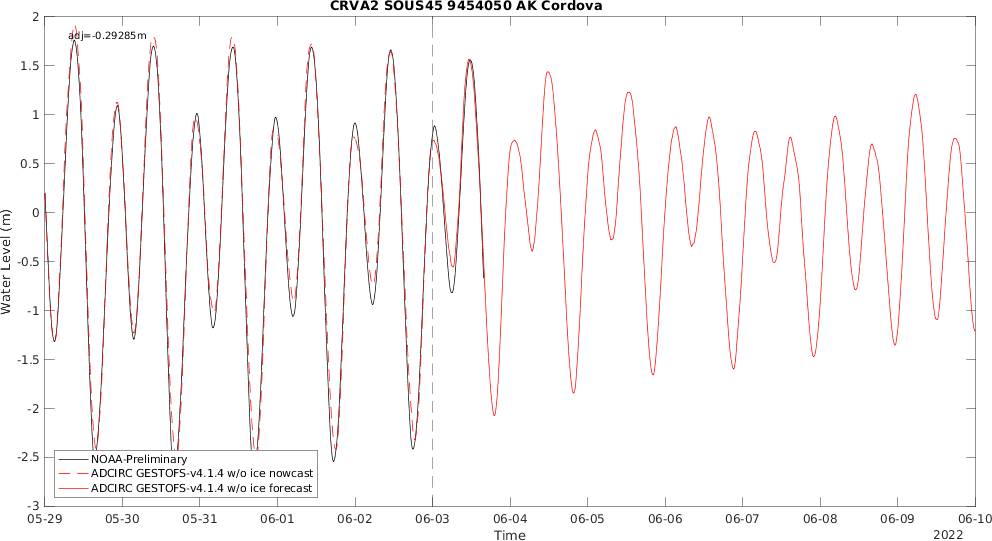 CRVA2 SOUS45 9454050 AK Cordova
adj=-0.29285m
Water Level (m)
2
1.5
1
0.5
0
-0.5
-1
-1.5
-2
-2.5
-3
NOAA-Preliminary
ADCIRC GESTOFS-v4.1.4 w/o ice nowcast
ADCIRC GESTOFS-v4.1.4 w/o ice forecast
05-29 05-30 05-31 06-01 06-02 06-03 06-04 06-05 06-06 06-07 06-08 06-09 06-10
Time
2022